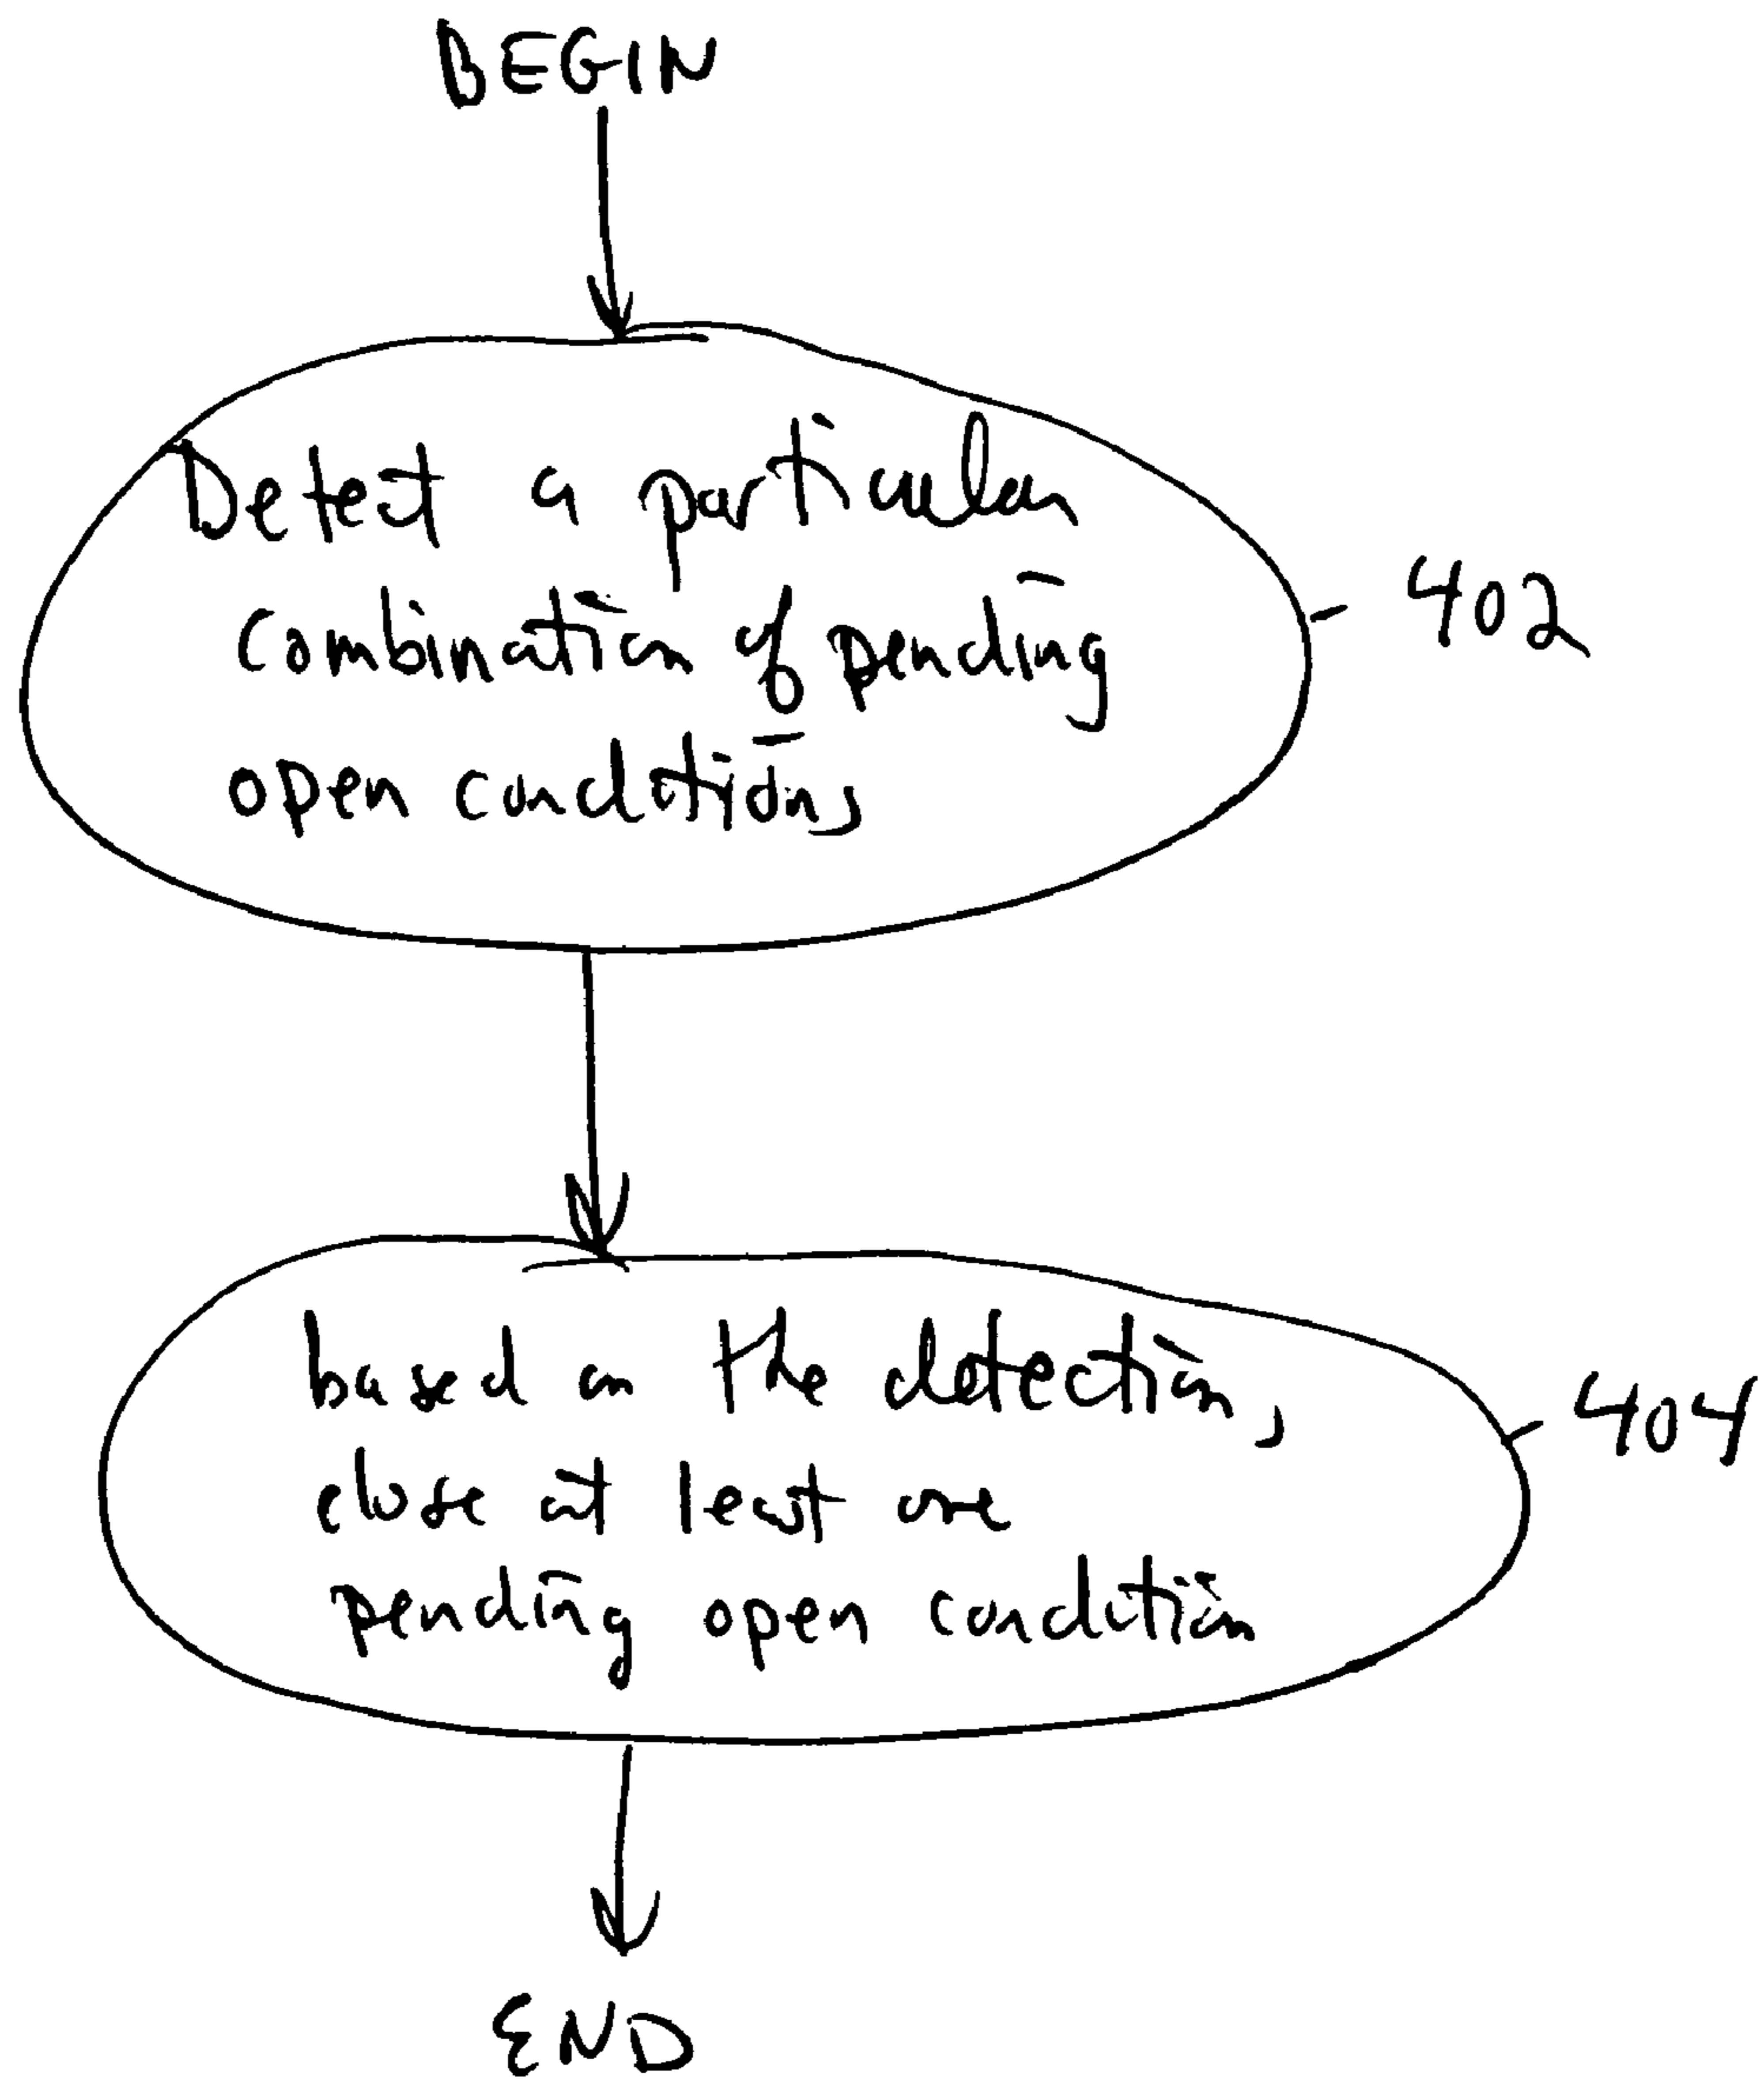 BEGIN
Detect a particular
combination of pending
open conditions
402
based on the detection,
close at least one
pending open condition
404
END